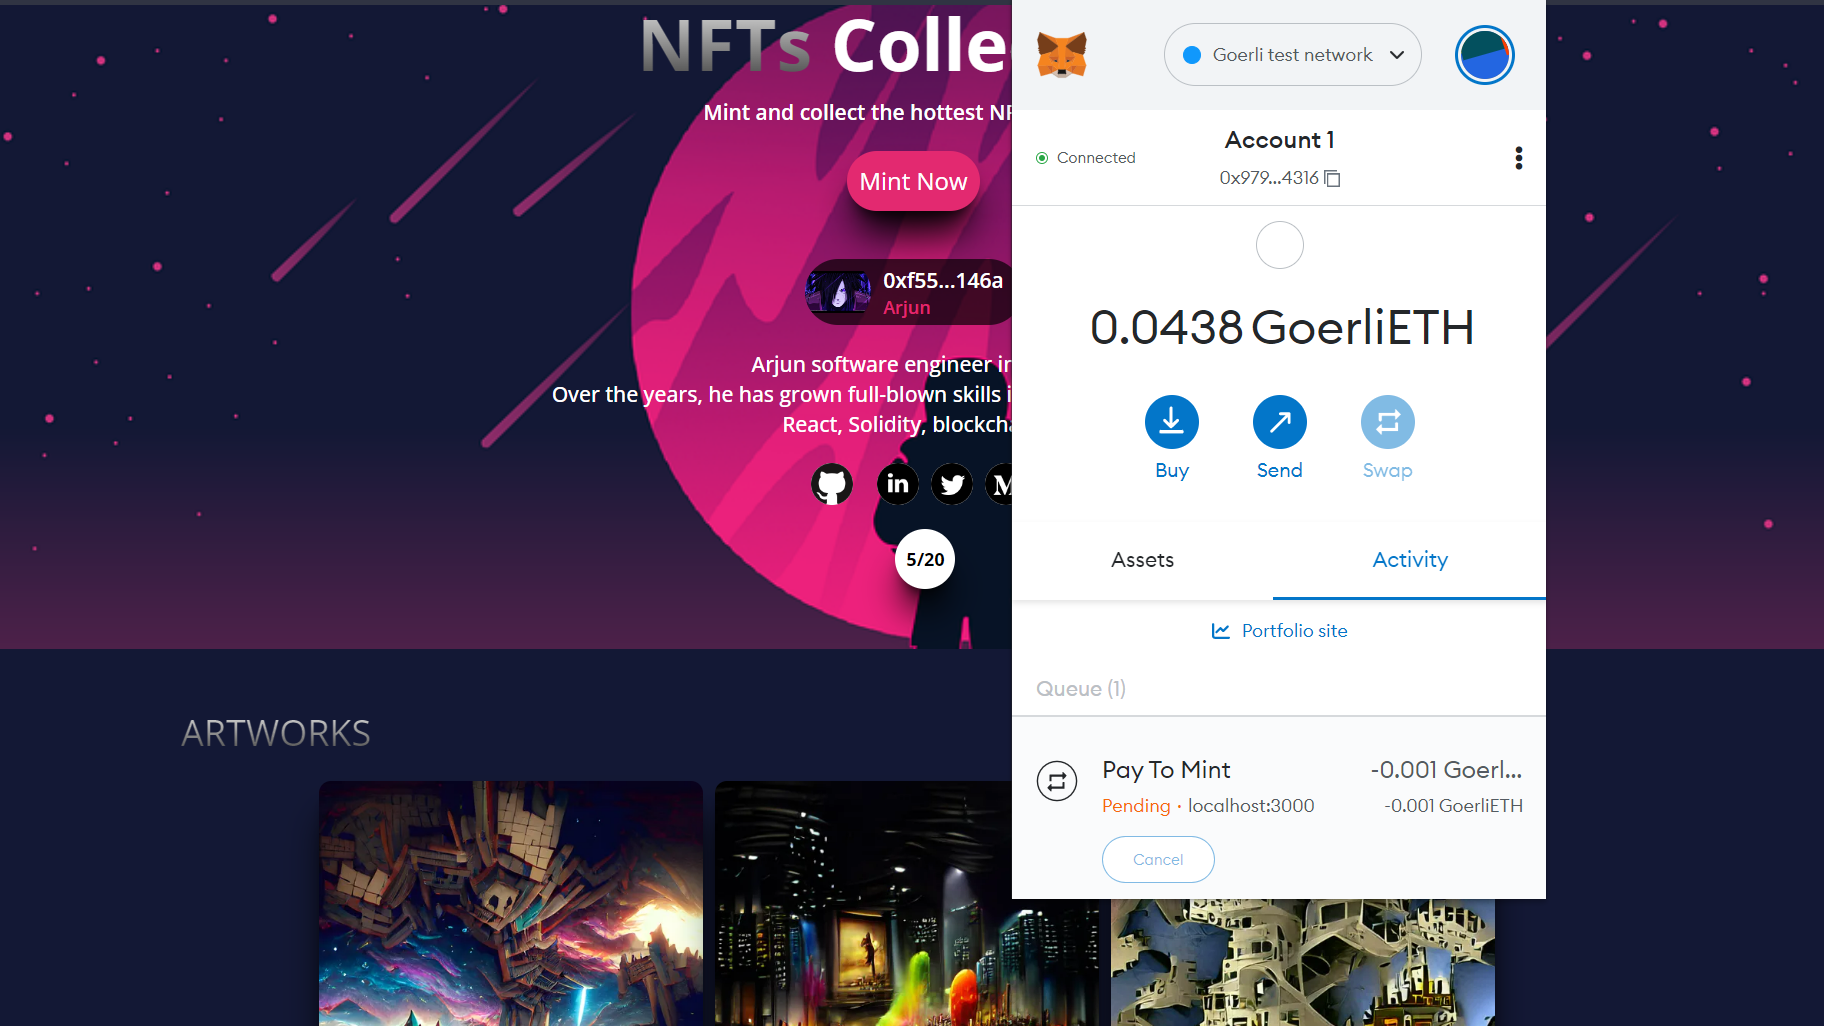 NFTs Colle
Mint and collect the hottest
Mint Now
0xf55...146a
Arjun
Arjun software engineer
Over the years, he has grown full-blown skills
React, Solidity,
in
5/20
ARTWORKS
Goerli test network
Connected
Account 1
0x979...4316
0.0438 GoerliETH
Buy
Send
Swap
Assets
Activity
Portfolio site
Queue (1)
Pay To Mint
-0.001 Goerl...
Pending · localhost:3000
-0.001 GoerliETH
Cancel